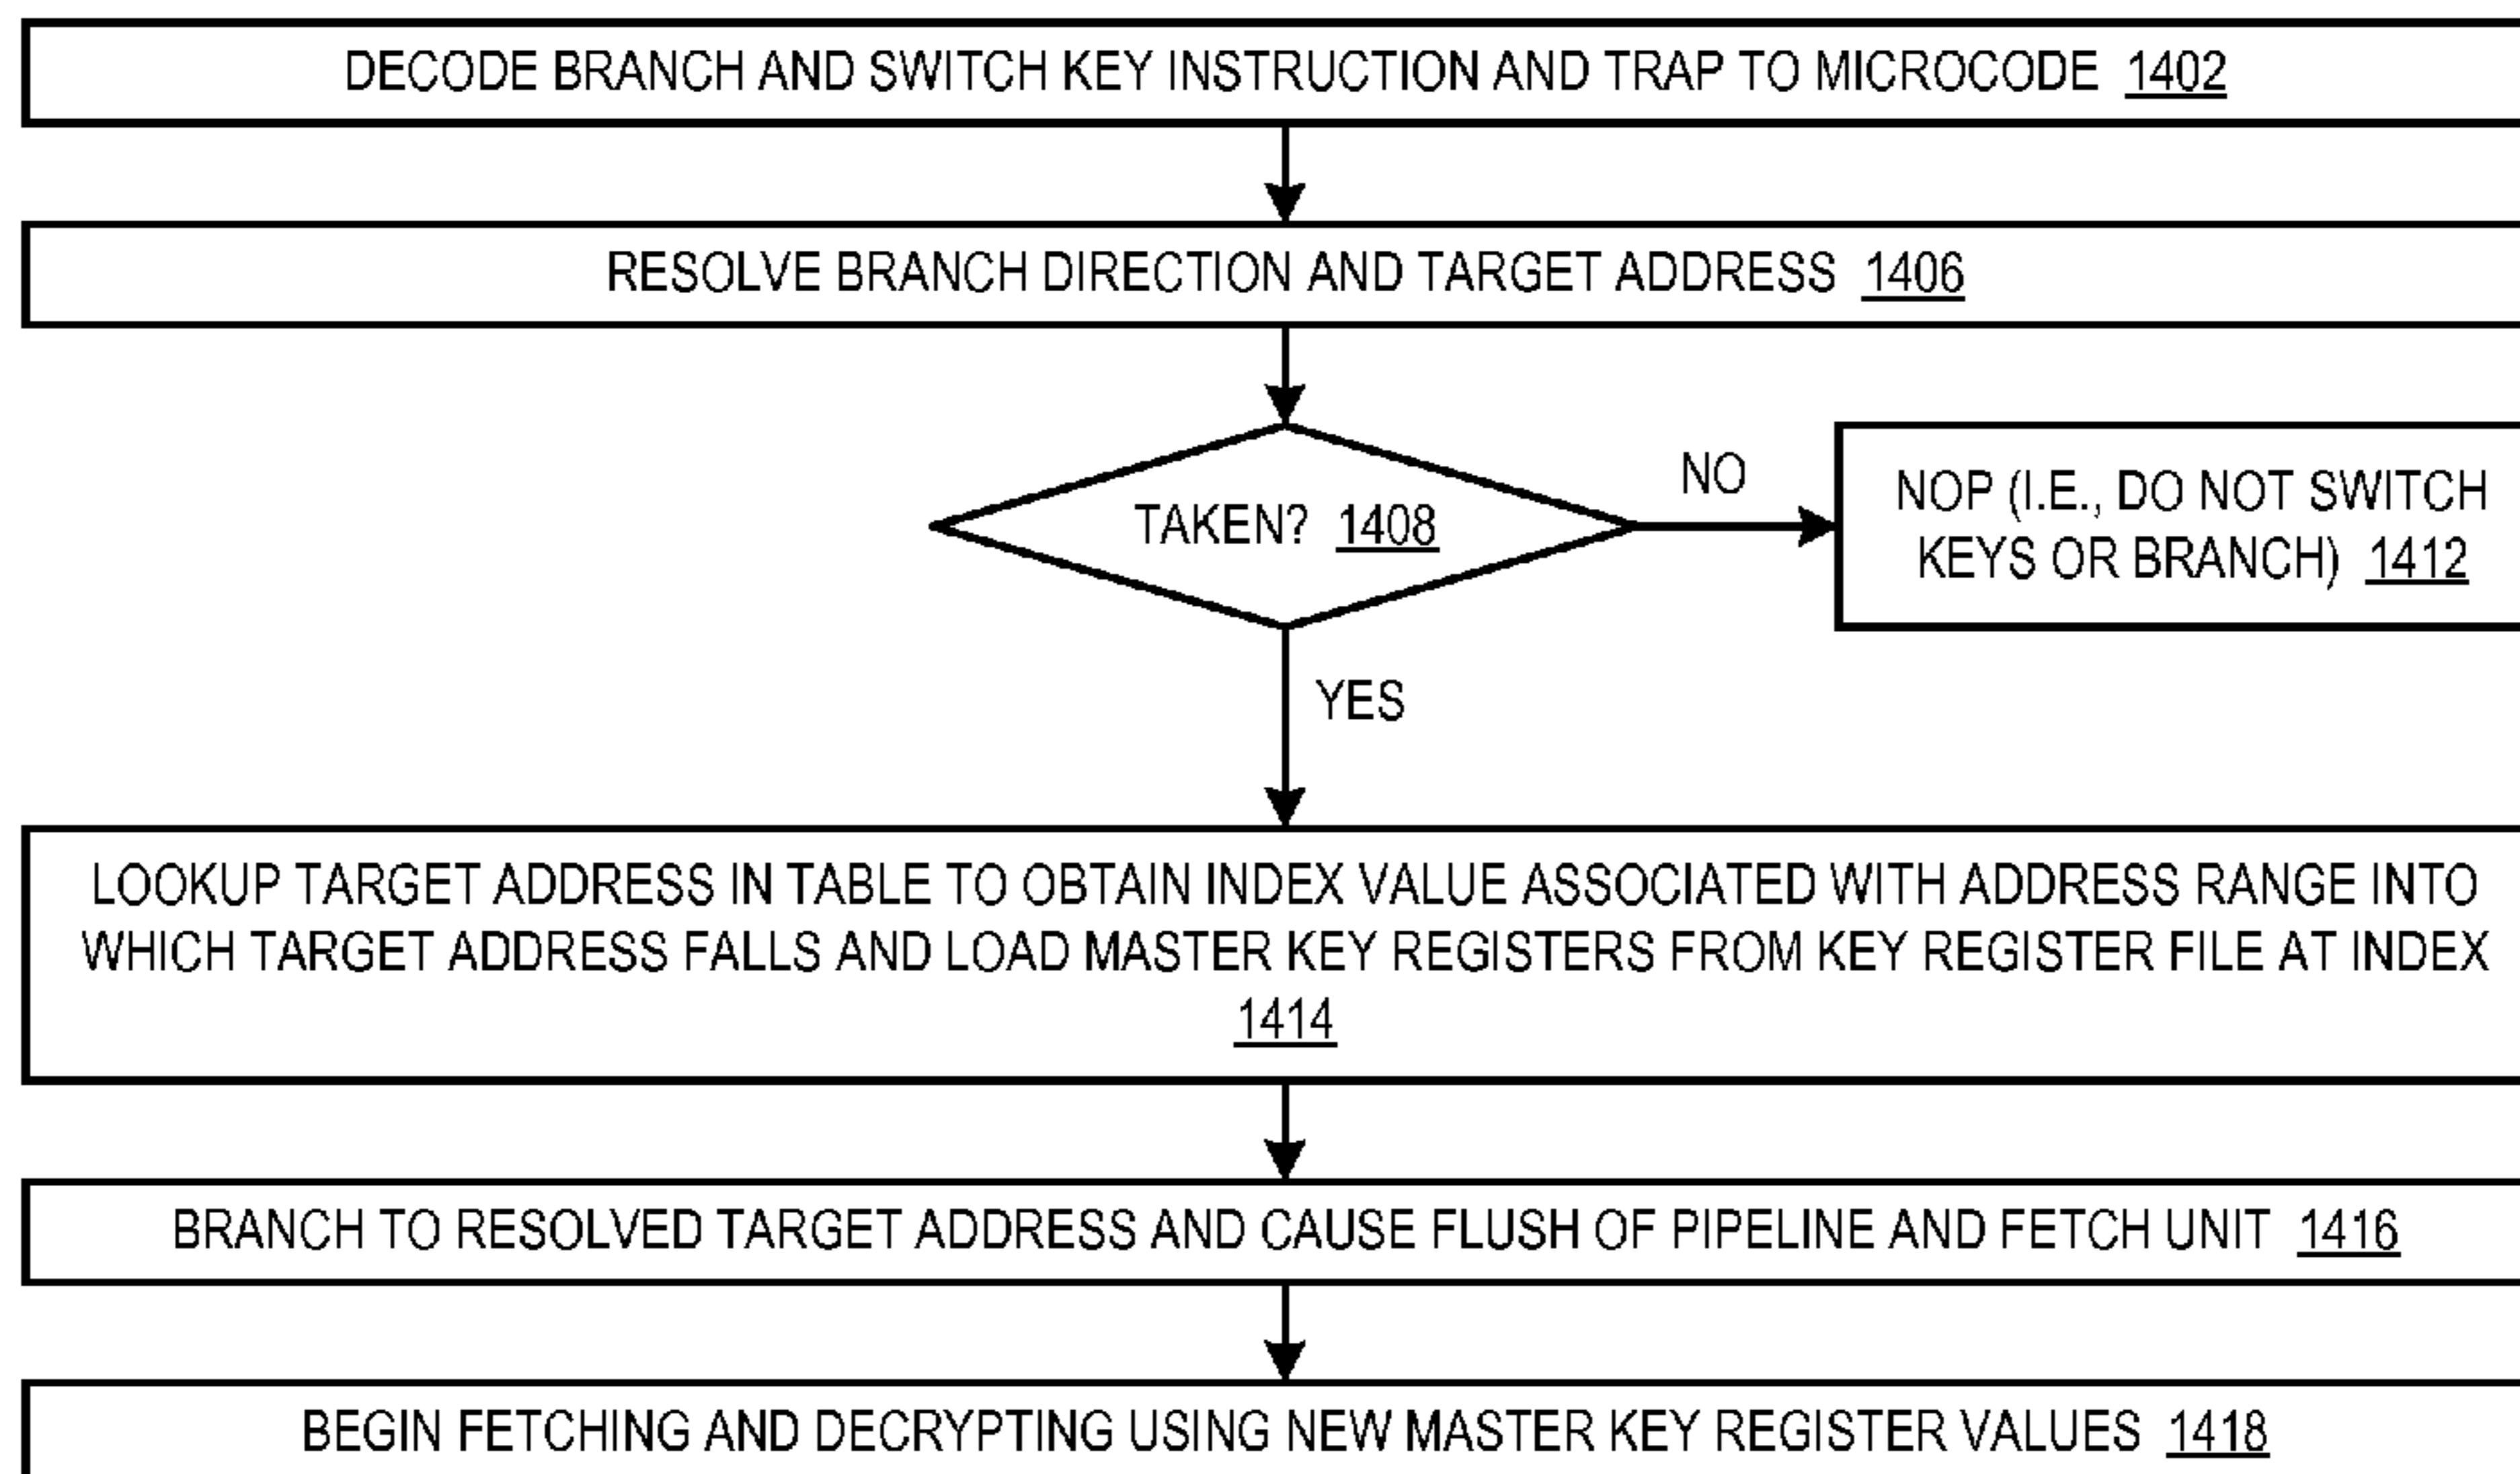 DECODE BRANCH AND SWITCH KEY INSTRUCTION AND TRAP TO MICROCODE 1402
RESOLVE BRANCH DIRECTION AND TARGET ADDRESS 1406
TAKEN? 1408
NO
NOP (I.E., DO NOT SWITCH
KEYS OR BRANCH) 1412
YES
LOOKUP TARGET ADDRESS IN TABLE TO OBTAIN INDEX VALUE ASSOCIATED WITH ADDRESS RANGE INTO
WHICH TARGET ADDRESS FALLS AND LOAD MASTER KEY REGISTERS FROM KEY REGISTER FILE AT INDEX
1414
BRANCH TO RESOLVED TARGET ADDRESS AND CAUSE FLUSH OF PIPELINE AND FETCH UNIT 1416
BEGIN FETCHING AND DECRYPTING USING NEW MASTER KEY REGISTER VALUES 1418